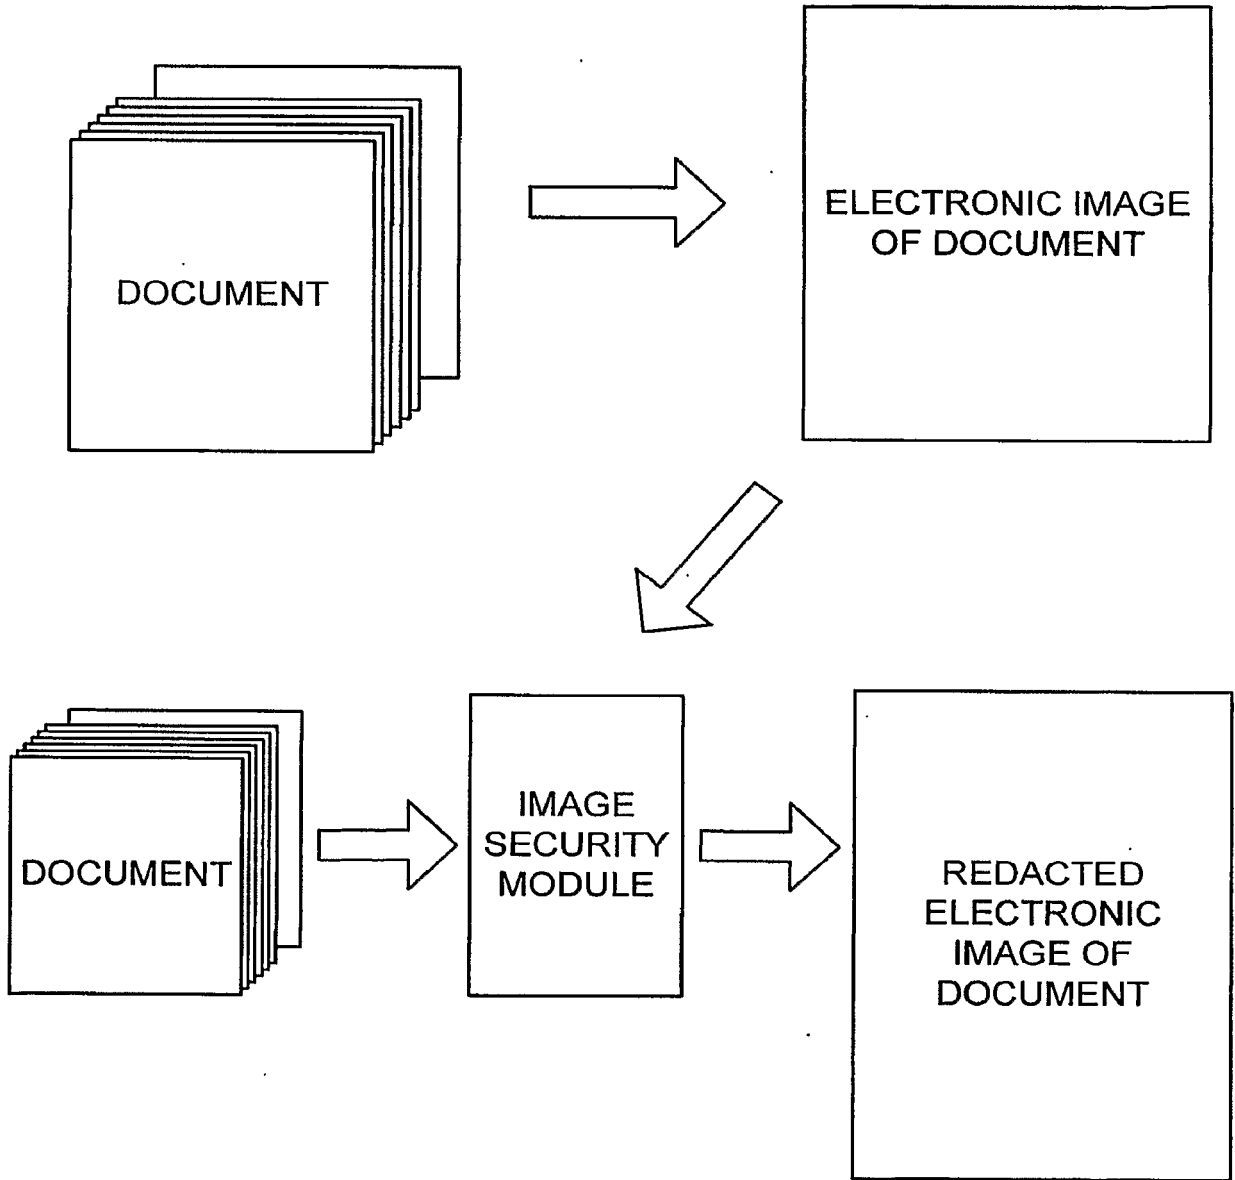 DOCUMENT
ELECTRONIC IMAGE
OF DOCUMENT
DOCUMENT
IMAGE
SECURITY
MODULE
REDACTED
ELECTRONIC
IMAGE OF
DOCUMENT